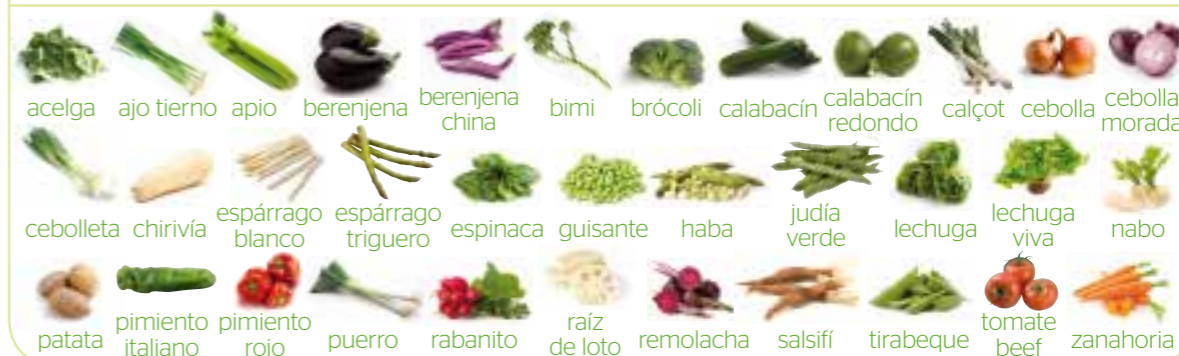 acelga
ajo tierno
apio
berenjena
berenjena
china
bimi
brócoli
calabacín
calabacín
redondo
calçot
cebolla
cebolla
morada
cebolleta
chirivía
espárrago
blanco
espárrago
triguero
espinaca
guisante
haba
judía
verde
lechuga
lechuga
viva
nabo
patata
pimiento
italiano
pimiento
rojo
puerro
rabanito
raíz
de loto
remolacha
salsifí
tirabeque
tomate
beef
zanahoria